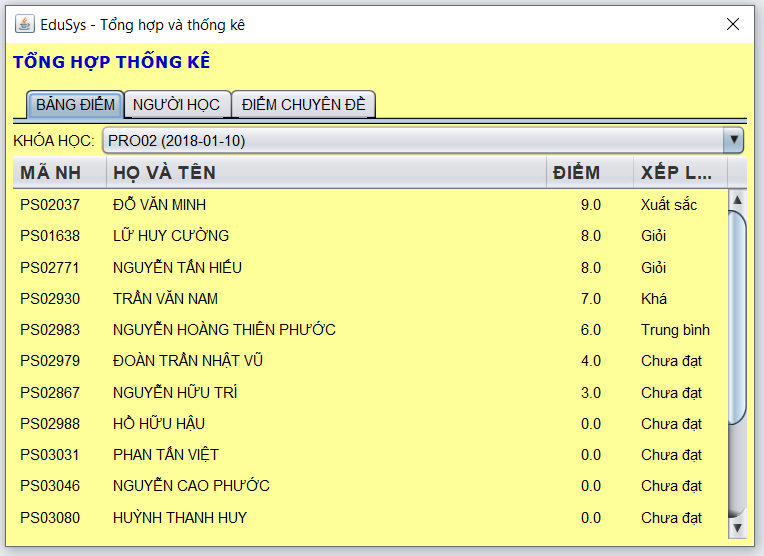 EduSys - Tổng hợp và thống kê
TỔNG HỢP THỐNG KÊ
BẢNG ĐIỂM NGƯỜI HỌC ĐIỂM CHUYÊN ĐỀ
KHÓA HỌC: PRO02 (2018-01-10)
MÃ NH HỌ VÀ TÊN ĐIỂM XẾP L...
PS02037 ĐỖ VĂN MINH 9.0 Xuất sắc
PS01638 LỮ HUY CƯỜNG 8.0 Giỏi
PS02771 NGUYỄN TẤN HIẾU 8.0 Giỏi
PS02930 TRẦN VĂN NAM 7.0 Khá
PS02983 NGUYỄN HOÀNG THIÊN PHƯỚC 6.0 Trung bình
PS02979 ĐOÀN TRẦN NHẬT VŨ 4.0 Chưa đạt
PS02867 NGUYỄN HỮU TRÍ 3.0 Chưa đạt
PS02988 HỒ HỮU HẬU 0.0 Chưa đạt
PS03031 PHAN TẤN VIỆT 0.0 Chưa đạt
PS03046 NGUYỄN CAO PHƯỚC 0.0 Chưa đạt
PS03080 HUỲNH THANH HUY 0.0 Chưa đạt